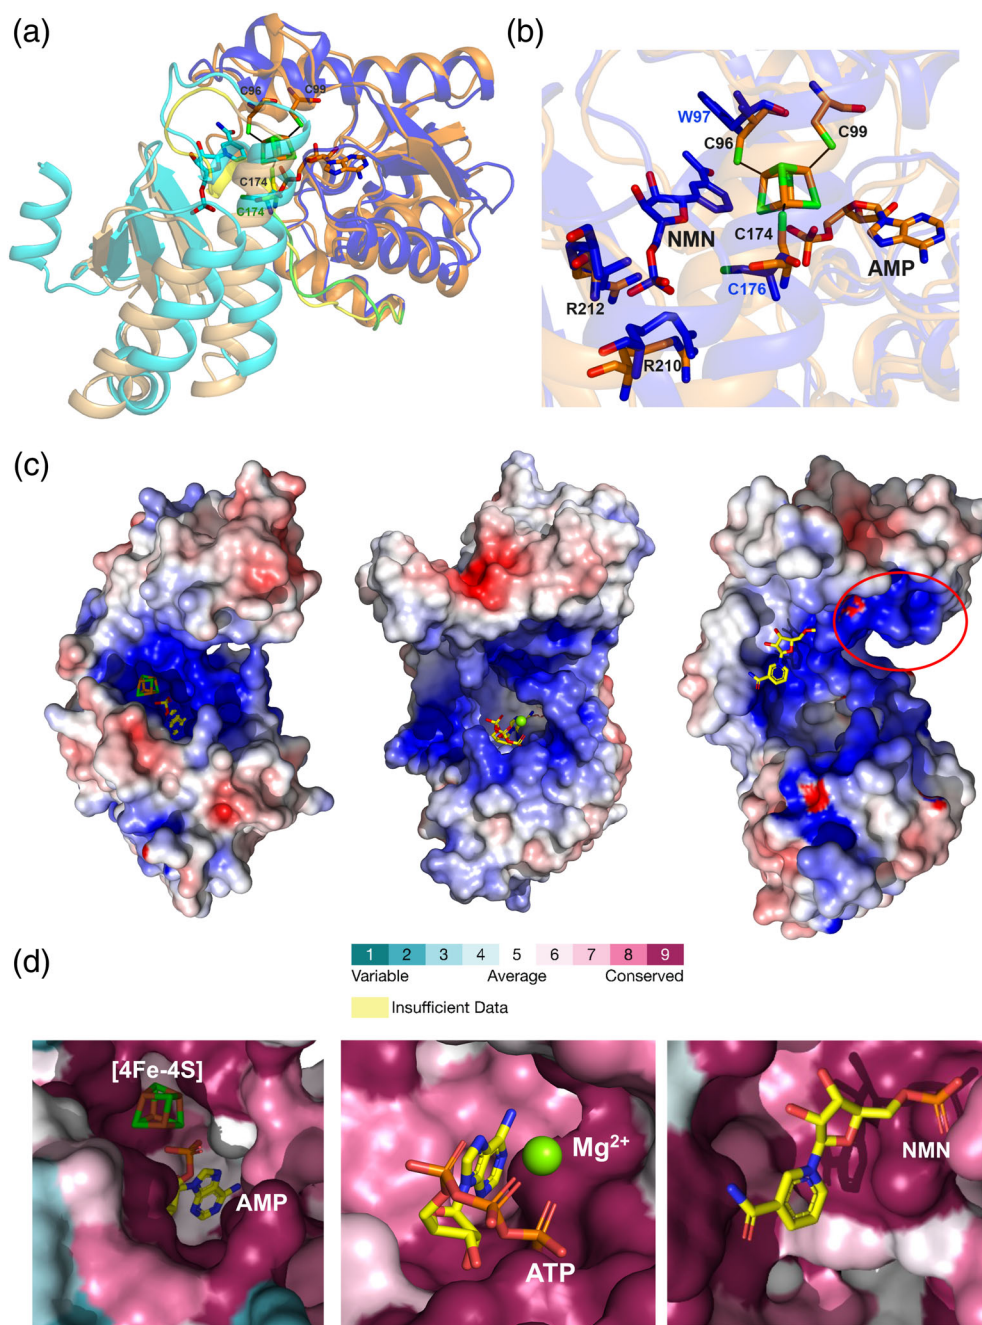 (a)
C96
C99
C174
C174
(b)
W97
C96
C99
NMN
C174
AMP
C176
R212
R210
(c)
(d)
1 2 3 4 5 6 7 8 9
Variable Average Conserved
Insufficient Data
[4Fe-4S]
AMP
Mg²⁺
ATP
NMN